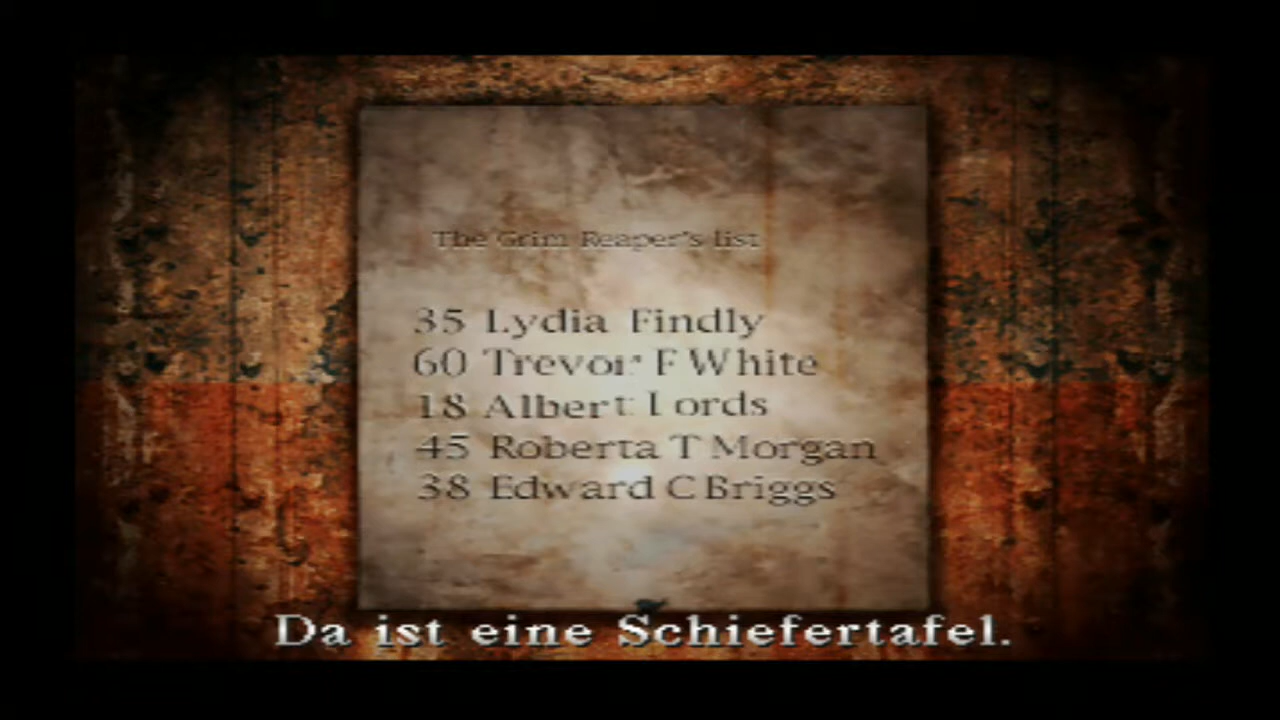 The Grim Reaper's list
35 Lydia Findly
60 Trevor F White
18 Albert Lords
45 Roberta T Morgan
38 Edward C Briggs
Da ist eine Schiefertafel.